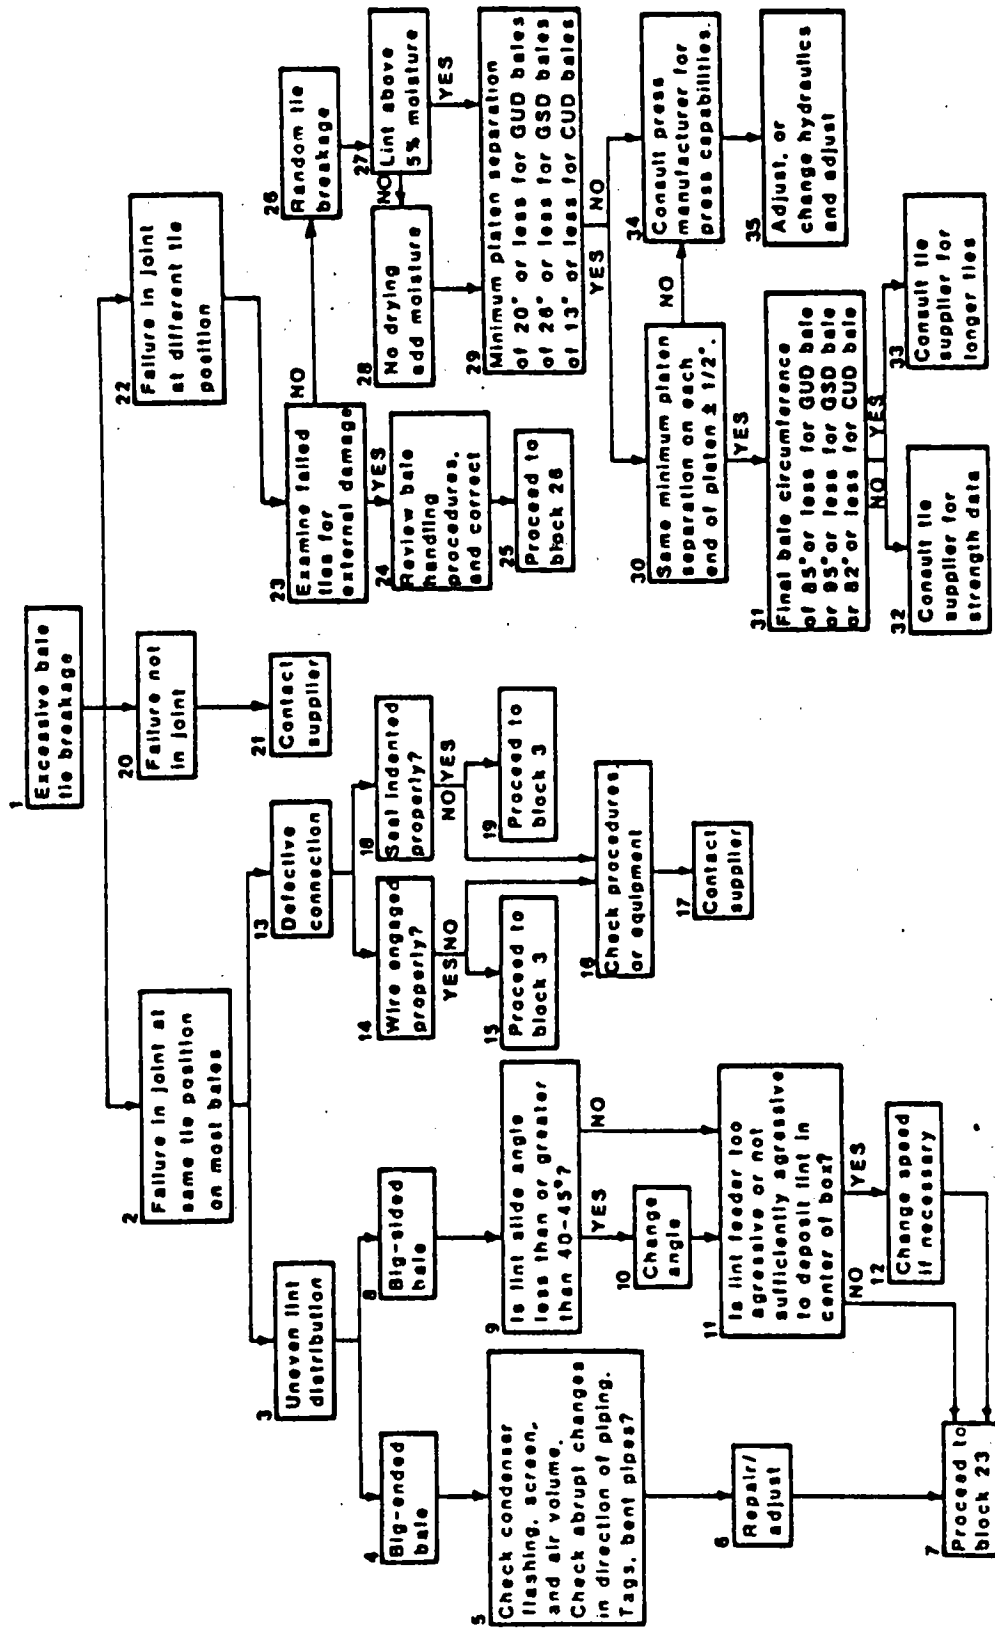 1
Excessive bale
tie breakage
2
Failure in joint at
same tie position
on most bales
3
Uneven lint
distribution
4
Big-ended
bale
5
Check condenser
flashing, screen,
and air volume.
Check abrupt changes
in direction of piping.
Tags, bent pipes?
6
Repair/
adjust
7
Proceed to
block 23
8
Big-sided
bale
9
Is lint slide angle
less than or greater
than 40-45°?
YES
NO
10
Change
angle
11
Is lint feeder too
agressive or not
sufficiently agressive
to deposit lint in
center of box?
NO
YES
12
Change speed
if necessary
13
Defective
connection
14
Wire engaged
properly?
YES NO
15
Proceed to
block 3
16
Check procedures,
or equipment
17
Contact
supplier
18
Seal indented
properly?
NO YES
19
Proceed to
block 3
20
Failure not
in joint
21
Contact
supplier
22
Failure in joint
at different tie
position
23
Examine failed
ties for
external damage
NO
YES
24
Review bale
handling
procedures,
and correct
25
Proceed to
block 26
26
Random tie
breakage
27
Lint above
5% moisture
NO
YES
28
No drying
add moisture
29
Minimum platen separation
of 20" or less for GUD bales
of 26" or less for GSD bales
of 13" or less for CUD bales
YES
NO
30
Same minimum platen
separation on each
end of platen ± 1/2".
NO
YES
31
Final bale circumference
of 85" or less for GUD bale
or 95" or less for GSD bale
or 82" or less for CUD bale
NO
YES
32
Consult tie
supplier for
strength data
33
Consult tie
supplier for
longer ties
34
Consult press
manufacturer for
press capabilities.
35
Adjust, or
change hydraulics
and adjust